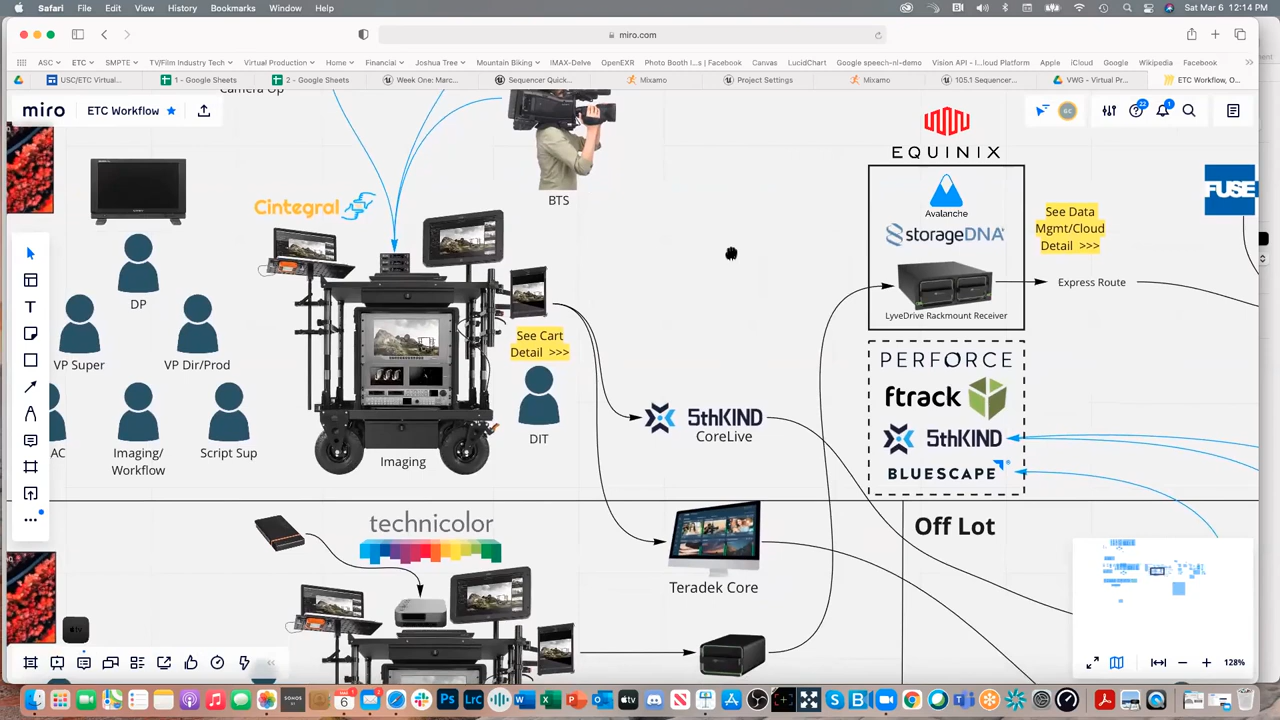 Safari File Edit View History Bookmarks Window Help
Sat Mar 6 12:14 PM
miro.com
ASC ETC SMPTE TV/Film Industry Tech Virtual Production Home Financial Joshua Tree Mountain Biking IMAX-Delve OpenEXR Photo Booth I...s | Facebook Canvas LucidChart Google speech-nl-demo Vision API -...loud Platform Apple iCloud Google Wikipedia Facebook
USC/ETC Virtual... 1 - Google Sheets 2 - Google Sheets Week One: Marc... Sequencer Quick... Mixamo Project Settings Mixamo 105.1 Sequencer... VWG - Virtual Pr... ETC Workflow, O...
Camera Op
miro ETC Workflow
GC 22 1
EQUINIX
BTS
Avalanche
storageDNA
LyveDrive Rackmount Receiver
See Data
Mgmt/Cloud
Detail >>>
Express Route
FUSE
Cintegral
DP
VP Super
VP Dir/Prod
See Cart
Detail >>>
DIT
AC
Imaging/
Workflow
Script Sup
Imaging
5thKIND
CoreLive
PERFORCE
ftrack
5thKIND
BLUESCAPE
technicolor
Teradek Core
Off Lot
tv
128%